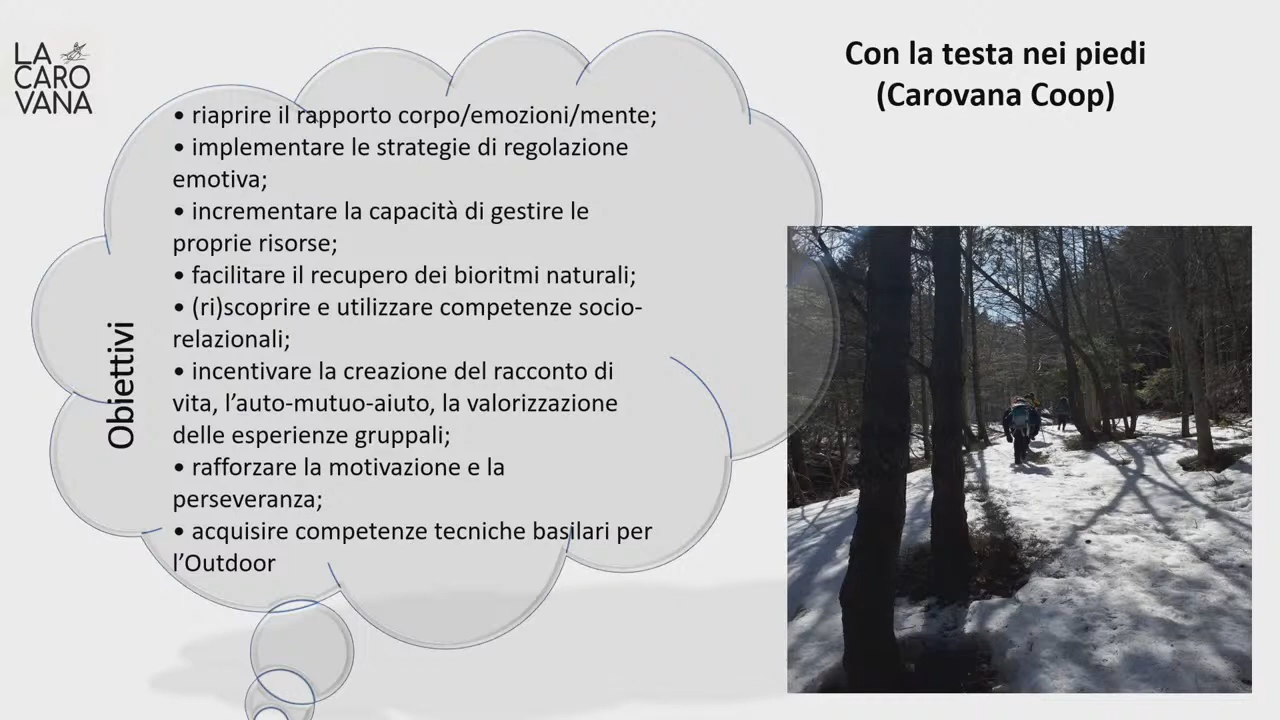 LA
CARO
VANA
Con la testa nei piedi
(Carovana Coop)
Obiettivi
• riaprire il rapporto corpo/emozioni/mente;
• implementare le strategie di regolazione
emotiva;
• incrementare la capacità di gestire le
proprie risorse;
• facilitare il recupero dei bioritmi naturali;
• (ri)scoprire e utilizzare competenze socio-
relazionali;
• incentivare la creazione del racconto di
vita, l’auto-mutuo-aiuto, la valorizzazione
delle esperienze gruppali;
• rafforzare la motivazione e la
perseveranza;
• acquisire competenze tecniche basilari per
l’Outdoor